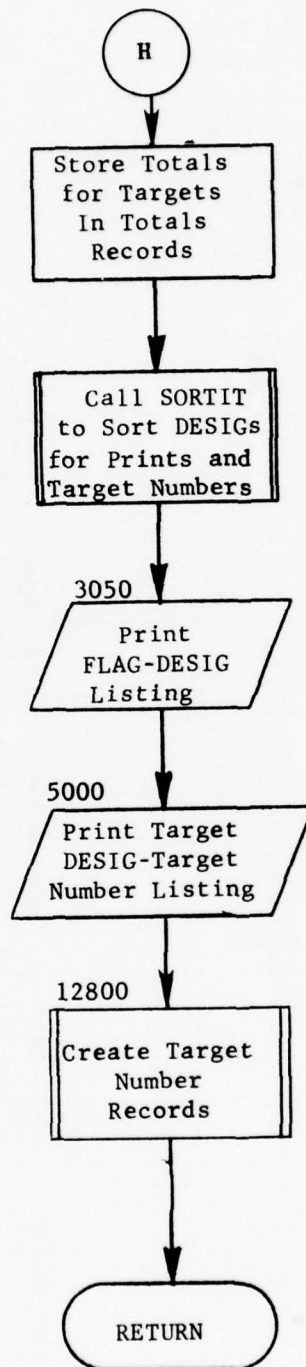 H
Store Totals
for Targets
In Totals
Records
Call SORTIT
to Sort DESIGs
for Prints and
Target Numbers
3050
Print
FLAG-DESIG
Listing
5000
Print Target
DESIG-Target
Number Listing
12800
Create Target
Number
Records
RETURN